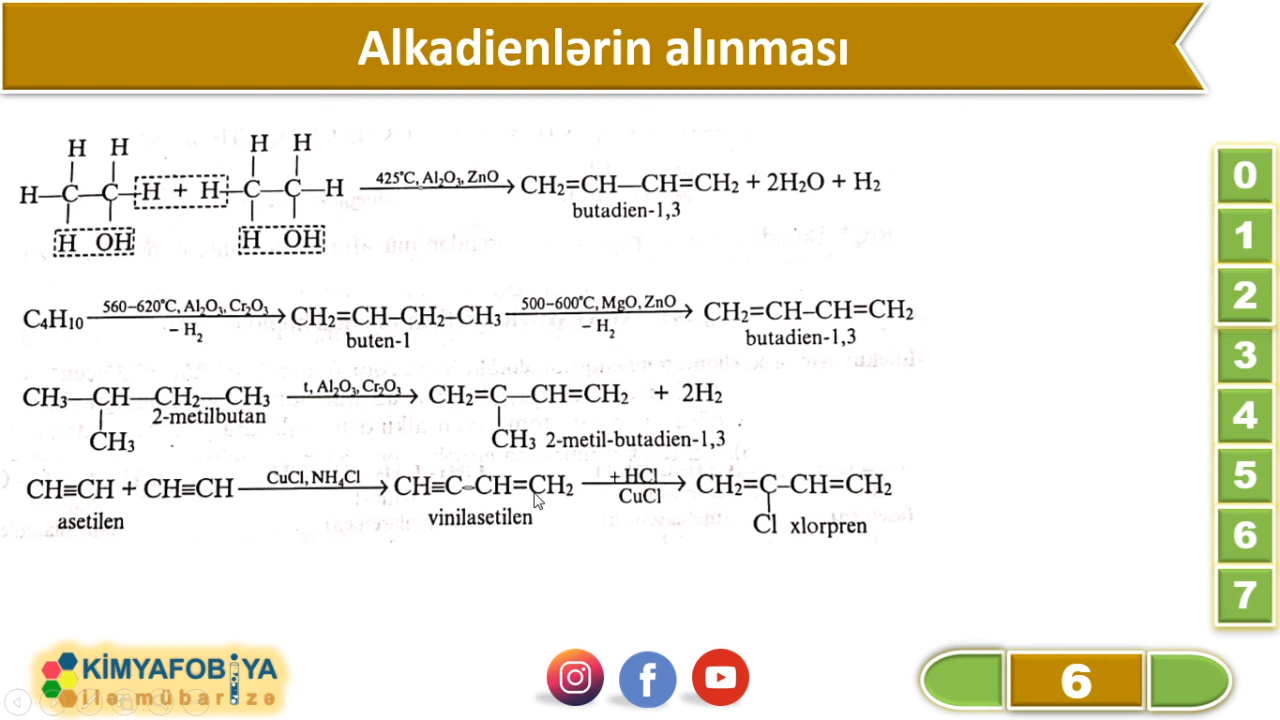 Alkadienlərin alınması
H H H H
H—C—C—H + H—C—C—H 425°C, Al₂O₃, ZnO → CH₂=CH—CH=CH₂ + 2H₂O + H₂
H OH H OH
butadien-1,3
C₄H₁₀ 560–620°C, Al₂O₃, Cr₂O₃ – H₂ → CH₂=CH–CH₂–CH₃ 500–600°C, MgO, ZnO – H₂ → CH₂=CH–CH=CH₂
buten-1 butadien-1,3
CH₃—CH—CH₂—CH₃ t, Al₂O₃, Cr₂O₃ → CH₂=C—CH=CH₂ + 2H₂
2-metilbutan
CH₃ CH₃ 2-metil-butadien-1,3
CH≡CH + CH≡CH CuCl, NH₄Cl → CH≡C–CH=CH₂ + HCl CuCl → CH₂=C–CH=CH₂
asetilen vinilasetilen Cl xlorpren
0
1
2
3
4
5
6
7
KİMYAFOBİYA
ilə mübarizə
6